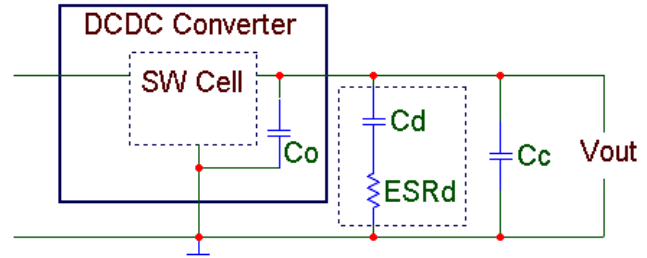 DCDC Converter
SW Cell
Co
Cd
ESRd
Cc
Vout